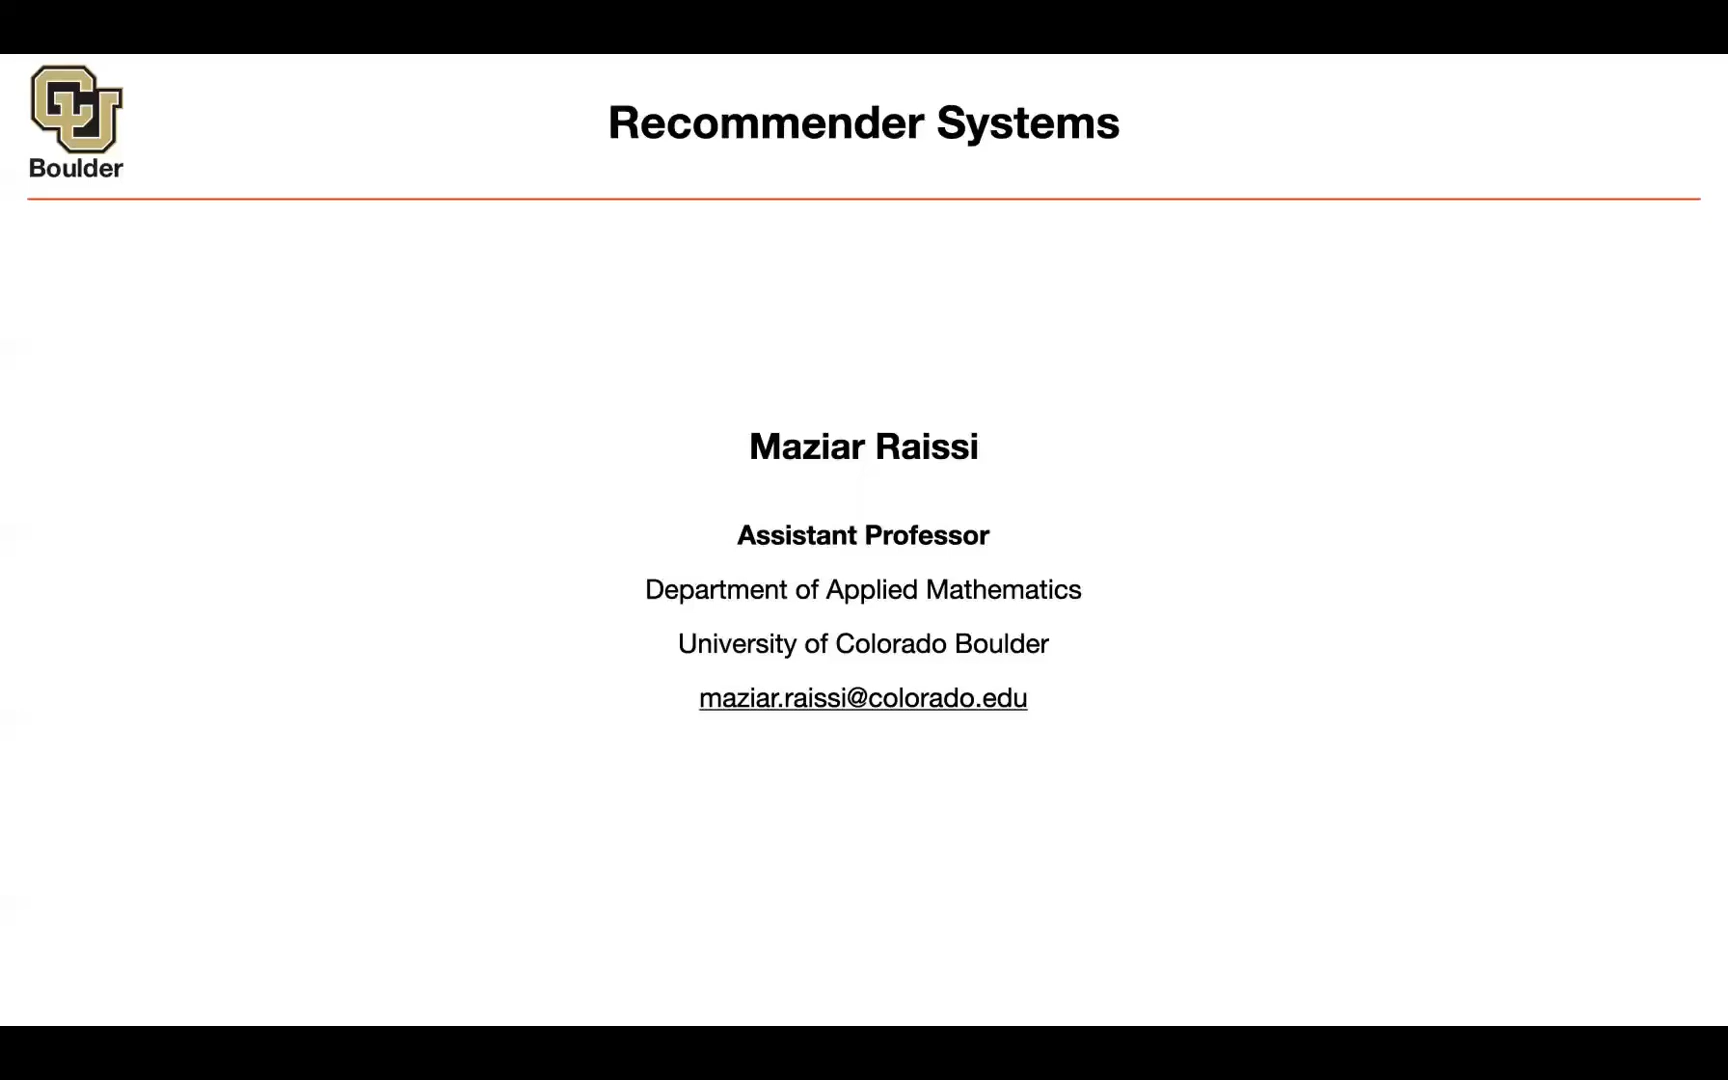 CU
Boulder
Recommender Systems
Maziar Raissi
Assistant Professor
Department of Applied Mathematics
University of Colorado Boulder
maziar.raissi@colorado.edu